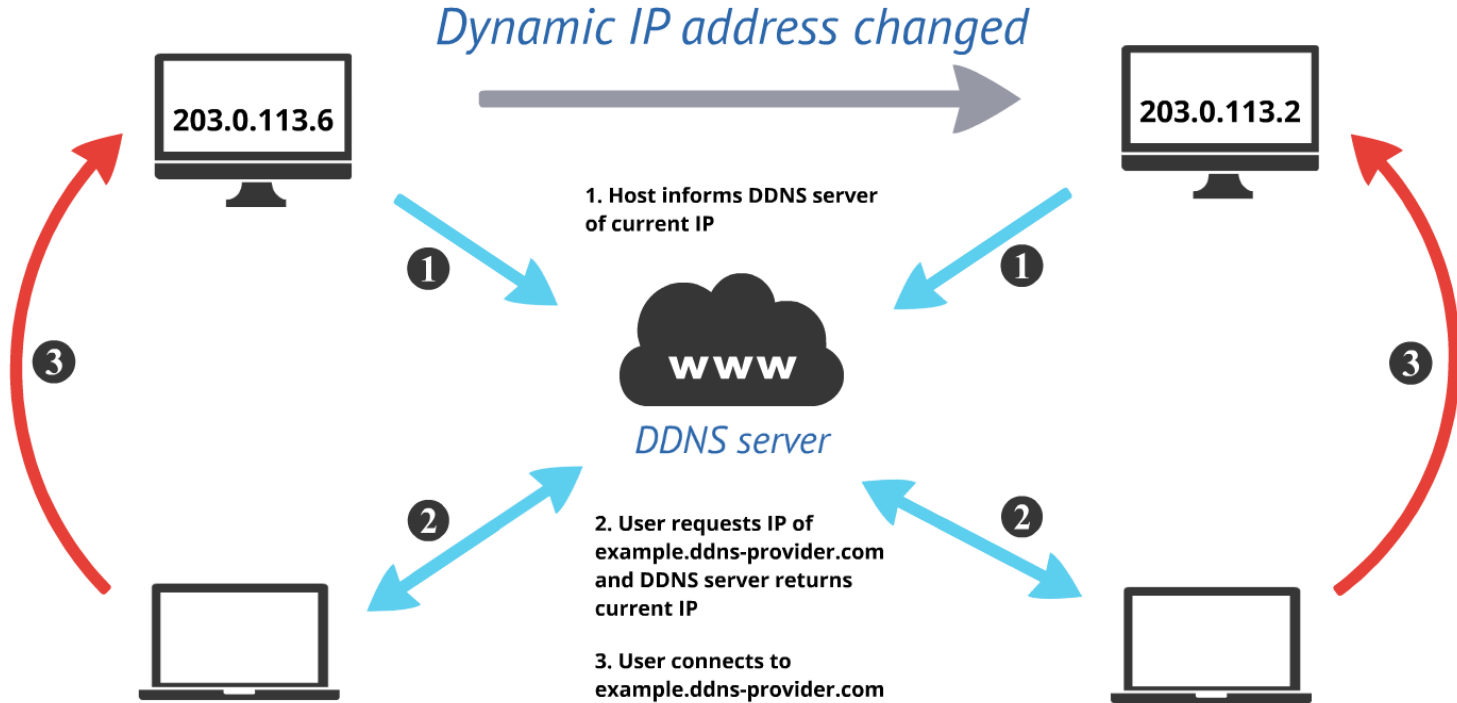 Dynamic IP address changed
203.0.113.6
203.0.113.2
1. Host informs DDNS server
of current IP
1
1
www
3
3
DDNS server
2
2
2. User requests IP of
example.ddns-provider.com
and DDNS server returns
current IP
3. User connects to
example.ddns-provider.com